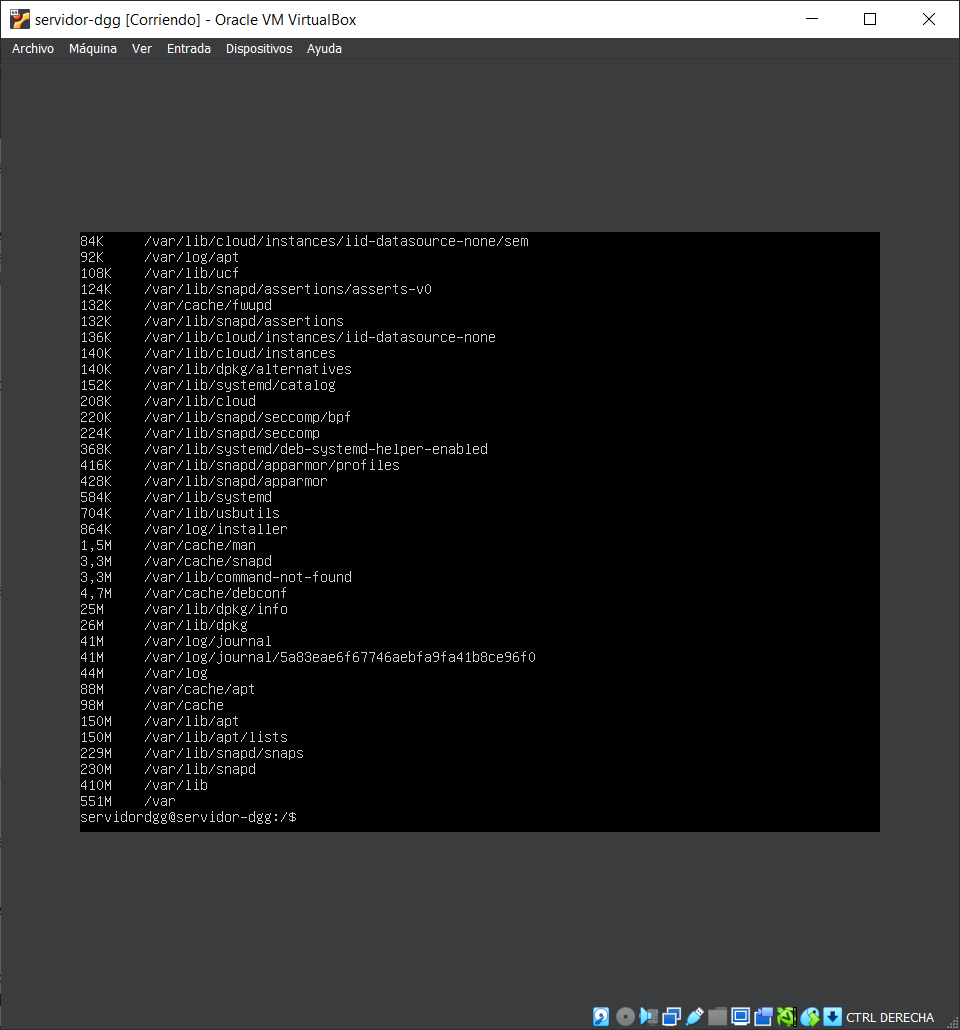 servidor-dgg [Corriendo] - Oracle VM VirtualBox
Archivo Máquina Ver Entrada Dispositivos Ayuda
84K /var/lib/cloud/instances/iid-datasource-none/sem
92K /var/log/apt
108K /var/lib/ucf
124K /var/lib/snapd/assertions/asserts-v0
132K /var/cache/fwupd
132K /var/lib/snapd/assertions
136K /var/lib/cloud/instances/iid-datasource-none
140K /var/lib/cloud/instances
140K /var/lib/dpkg/alternatives
152K /var/lib/systemd/catalog
208K /var/lib/cloud
220K /var/lib/snapd/seccomp/bpf
224K /var/lib/snapd/seccomp
368K /var/lib/systemd/deb-systemd-helper-enabled
416K /var/lib/snapd/apparmor/profiles
428K /var/lib/snapd/apparmor
584K /var/lib/systemd
704K /var/lib/usbutils
864K /var/log/installer
1,5M /var/cache/man
3,3M /var/cache/snapd
3,3M /var/lib/command-not-found
4,7M /var/cache/debconf
25M /var/lib/dpkg/info
26M /var/lib/dpkg
41M /var/log/journal
41M /var/log/journal/5a83eae6f67746aebfa9fa41b8ce96f0
44M /var/log
88M /var/cache/apt
98M /var/cache
150M /var/lib/apt
150M /var/lib/apt/lists
229M /var/lib/snapd/snaps
230M /var/lib/snapd
410M /var/lib
551M /var
servidordgg@servidor-dgg:/$
CTRL DERECHA